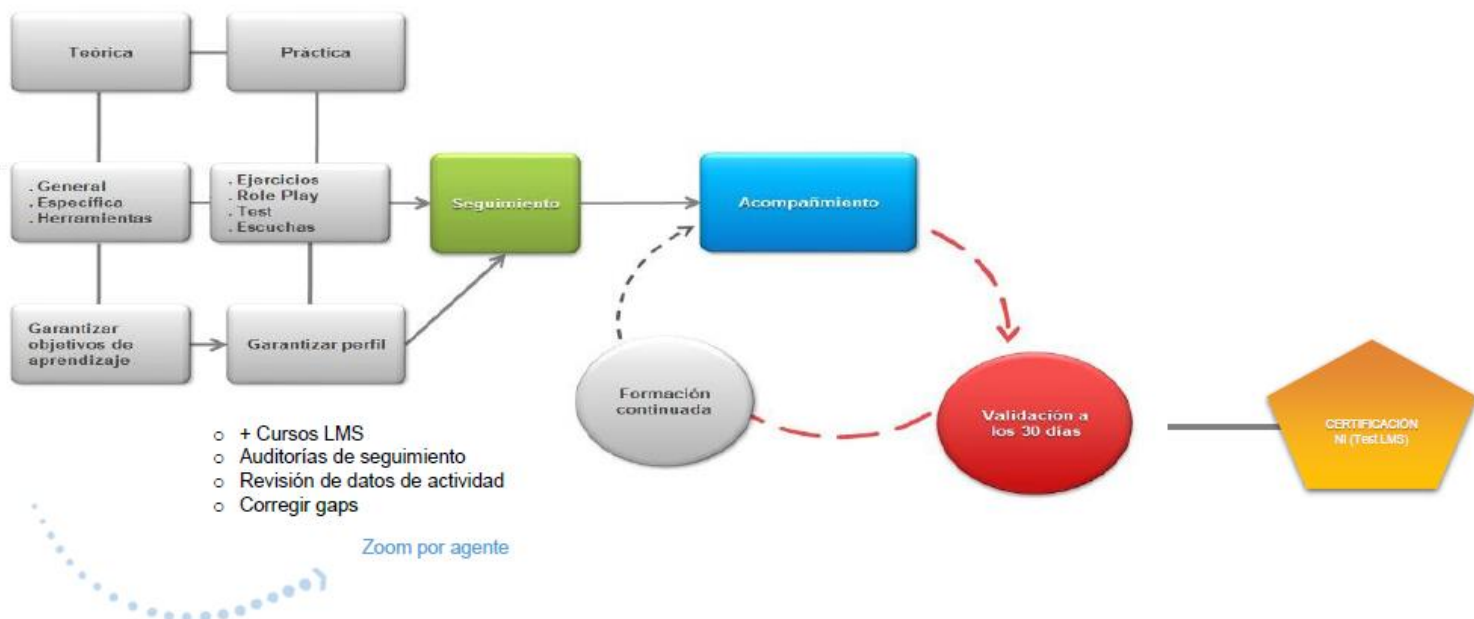 Teórica
Práctica
. General
. Específica
. Herramientas
. Ejercicios
. Role Play
. Test
. Escuchas
Seguimiento
Acompañmiento
Garantizar
objetivos de
aprendizaje
Garantizar perfil
Formación
continuada
Validación a
los 30 días
CERTIFICACIÓN
NI (Test LMS)
o + Cursos LMS
o Auditorías de seguimiento
o Revisión de datos de actividad
o Corregir gaps
Zoom por agente